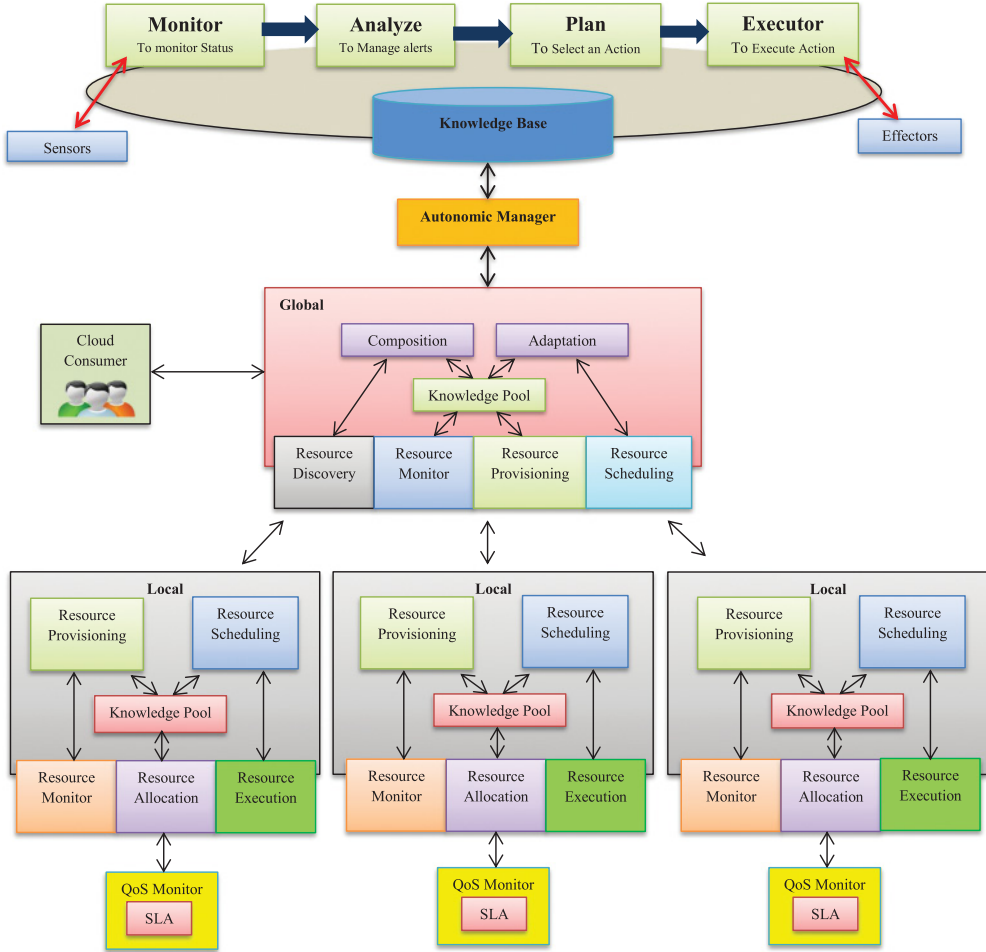 Monitor
To monitor Status
Analyze
To Manage alerts
Plan
To Select an Action
Executor
To Execute Action
Sensors
Knowledge Base
Effectors
Autonomic Manager
Global
Cloud
Consumer
Composition
Adaptation
Knowledge Pool
Resource
Discovery
Resource
Monitor
Resource
Provisioning
Resource
Scheduling
Local
Resource
Provisioning
Resource
Scheduling
Knowledge Pool
Resource
Monitor
Resource
Allocation
Resource
Execution
QoS Monitor
SLA
Local
Resource
Provisioning
Resource
Scheduling
Knowledge Pool
Resource
Monitor
Resource
Allocation
Resource
Execution
QoS Monitor
SLA
Local
Resource
Provisioning
Resource
Scheduling
Knowledge Pool
Resource
Monitor
Resource
Allocation
Resource
Execution
QoS Monitor
SLA